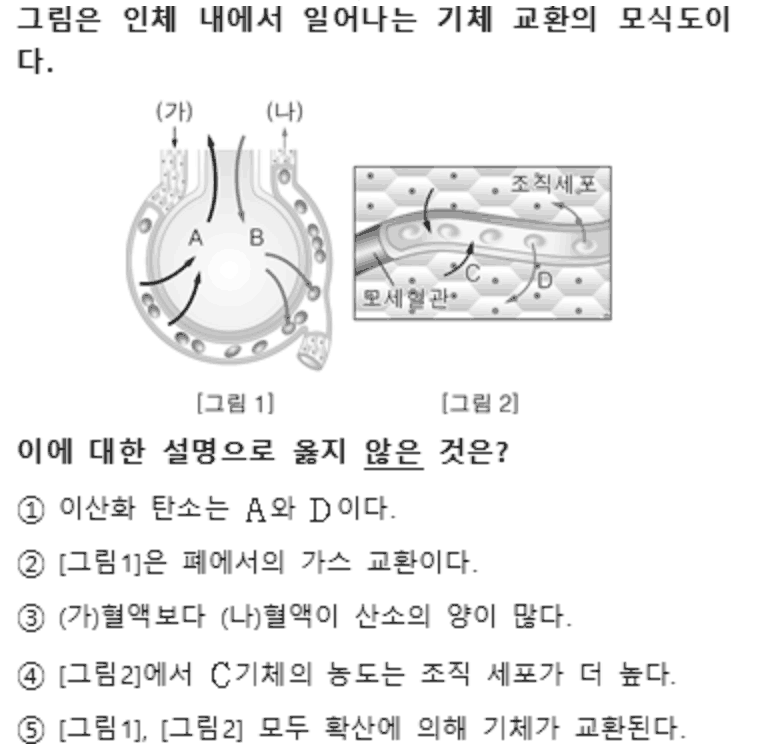 그림은 인체 내에서 일어나는 기체 교환의 모식도이
다.
(가) (나)
조직세포
A B
C D
모세혈관
[그림 1] [그림 2]
이에 대한 설명으로 옳지 않은 것은?
① 이산화 탄소는 A와 D이다.
② [그림1]은 폐에서의 가스 교환이다.
③ (가)혈액보다 (나)혈액이 산소의 양이 많다.
④ [그림2]에서 C기체의 농도는 조직 세포가 더 높다.
⑤ [그림1], [그림2] 모두 확산에 의해 기체가 교환된다.